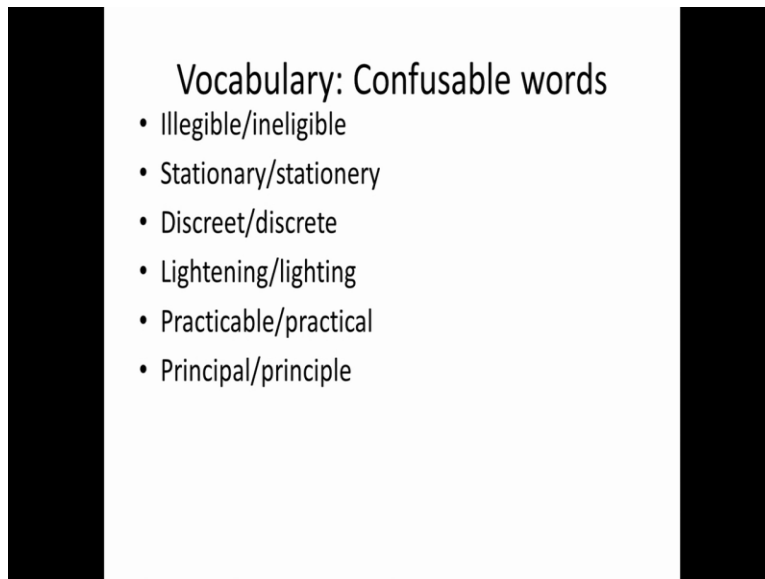 Vocabulary: Confusable words
• Illegible/ineligible
• Stationary/stationery
• Discreet/discrete
• Lightening/lighting
• Practicable/practical
• Principal/principle